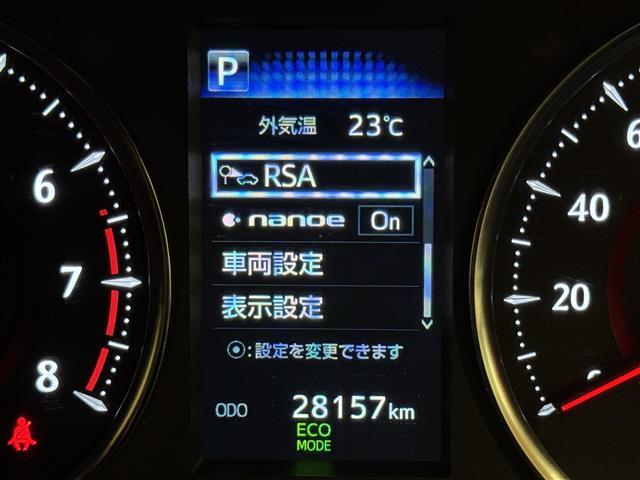 P
外気温 23℃
RSA
nanoe On
車両設定
表示設定
:設定を変更できます
ODO 28157km
ECO
MODE
6
7
8
6
40
20